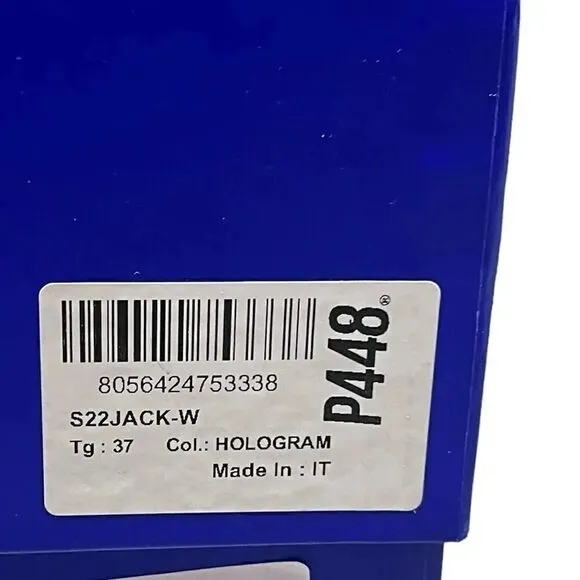 8056424753338
S22JACK-W
Tg : 37 Col.: HOLOGRAM
Made In : IT
P448®